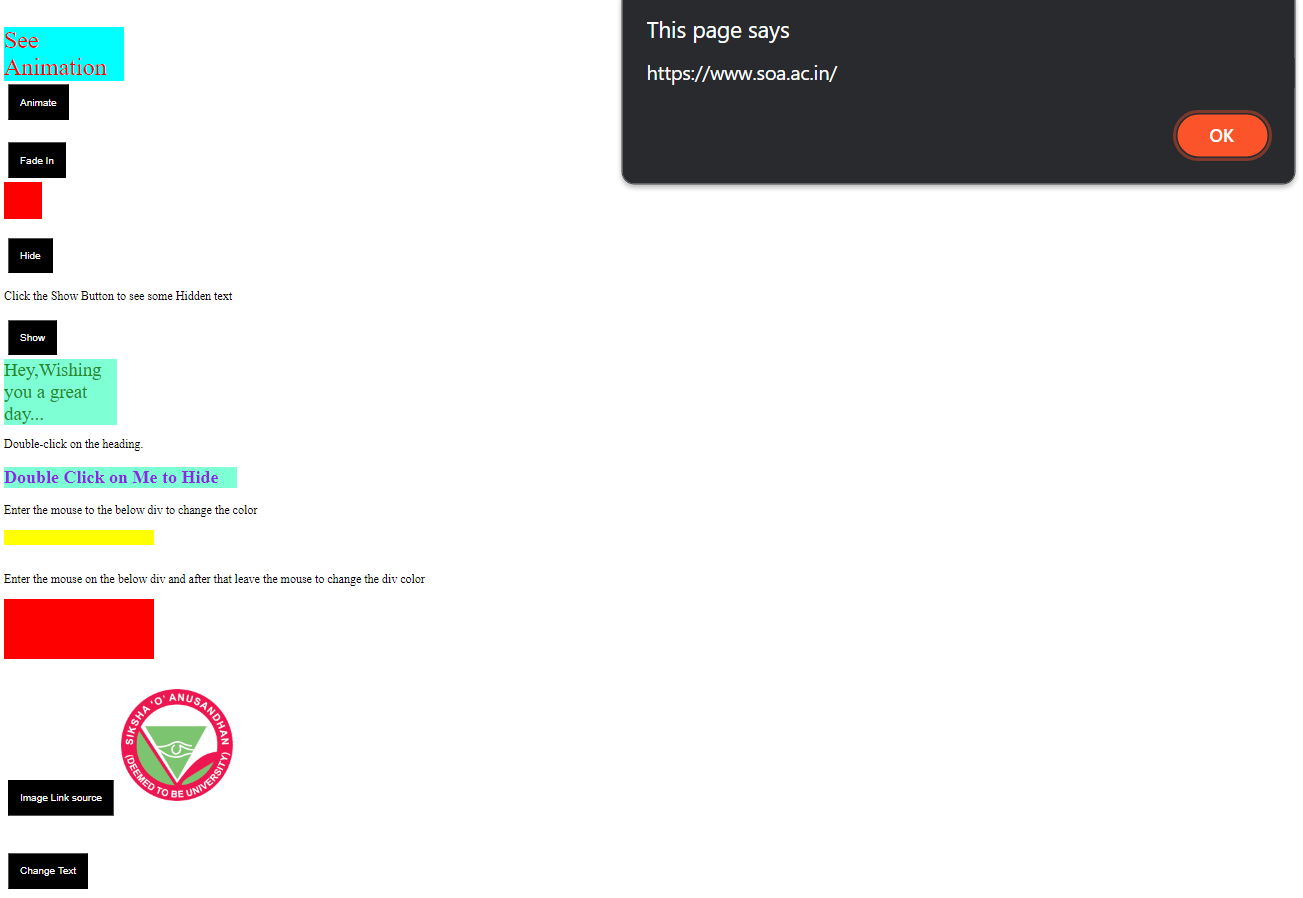 This page says
https://www.soa.ac.in/
OK
See
Animation
Animate
Fade In
Hide
Click the Show Button to see some Hidden text
Show
Hey,Wishing
you a great
day...
Double-click on the heading.
Double Click on Me to Hide
Enter the mouse to the below div to change the color
Enter the mouse on the below div and after that leave the mouse to change the div color
SIKSHA 'O' ANUSANDHAN
(DEEMED TO BE UNIVERSITY)
Image Link source
Change Text